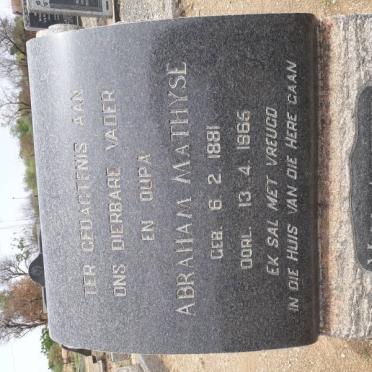 TER GEDAGTENIS AAN
ONS DIERBARE VADER
EN OUPA
ABRAHAM MATHYSE
GEB. 6. 2. 1881
OORL. 13. 4. 1966
EK SAL MET VREUGD
IN DIE HUIS VAN DIE HERE GAAN